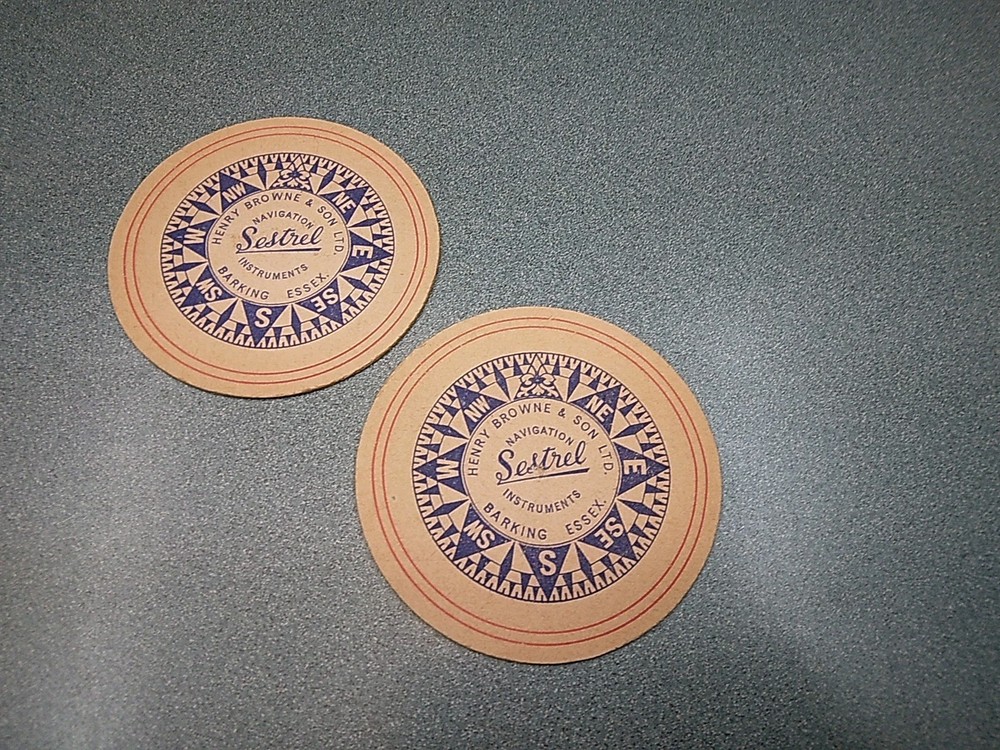 NW
NE
W
E
SW
SE
S
HENRY BROWNE & SON LTD.
NAVIGATION
Sestrel
INSTRUMENTS
BARKING ESSEX.
NW
NE
W
E
SW
SE
S
HENRY BROWNE & SON LTD.
NAVIGATION
Sestrel
INSTRUMENTS
BARKING ESSEX.